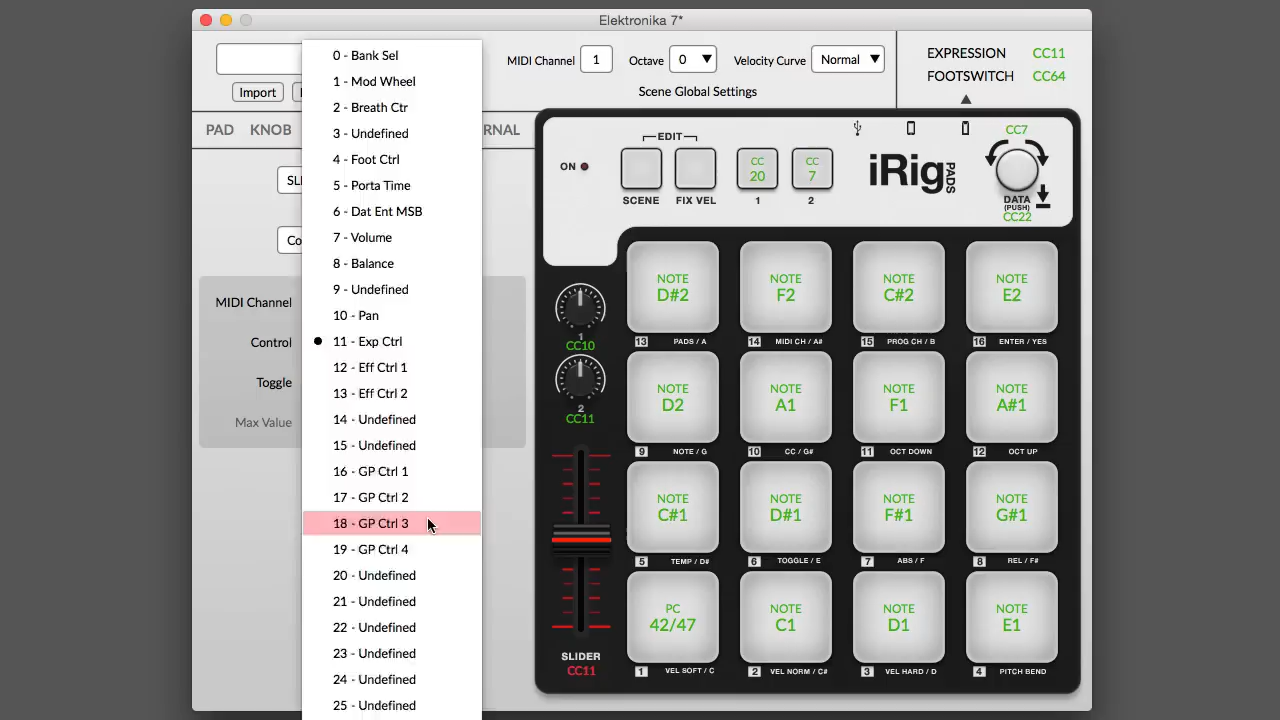 Elektronika 7*
MIDI Channel 1 Octave 0 Velocity Curve Normal
Scene Global Settings
EXPRESSION CC11
FOOTSWITCH CC64
Import
PAD KNOB RNAL
SL
Co
MIDI Channel
Control
Toggle
Max Value
0 - Bank Sel
1 - Mod Wheel
2 - Breath Ctr
3 - Undefined
4 - Foot Ctrl
5 - Porta Time
6 - Dat Ent MSB
7 - Volume
8 - Balance
9 - Undefined
10 - Pan
11 - Exp Ctrl
12 - Eff Ctrl 1
13 - Eff Ctrl 2
14 - Undefined
15 - Undefined
16 - GP Ctrl 1
17 - GP Ctrl 2
18 - GP Ctrl 3
19 - GP Ctrl 4
20 - Undefined
21 - Undefined
22 - Undefined
23 - Undefined
24 - Undefined
25 - Undefined
EDIT
ON
SCENE FIX VEL
CC 20
1
CC 7
2
iRig PADS
CC7
DATA
(PUSH)
CC22
1
CC10
2
CC11
SLIDER
CC11
NOTE NOTE NOTE NOTE
D#2 F2 C#2 E2
13 PADS / A 14 MIDI CH / A# 15 PROG CH / B 16 ENTER / YES
NOTE NOTE NOTE NOTE
D2 A1 F1 A#1
9 NOTE / G 10 CC / G# 11 OCT DOWN 12 OCT UP
NOTE NOTE NOTE NOTE
C#1 D#1 F#1 G#1
5 TEMP / D# 6 TOGGLE / E 7 ABS / F 8 REL / F#
PC NOTE NOTE NOTE
42/47 C1 D1 E1
1 VEL SOFT / C 2 VEL NORM / C# 3 VEL HARD / D 4 PITCH BEND